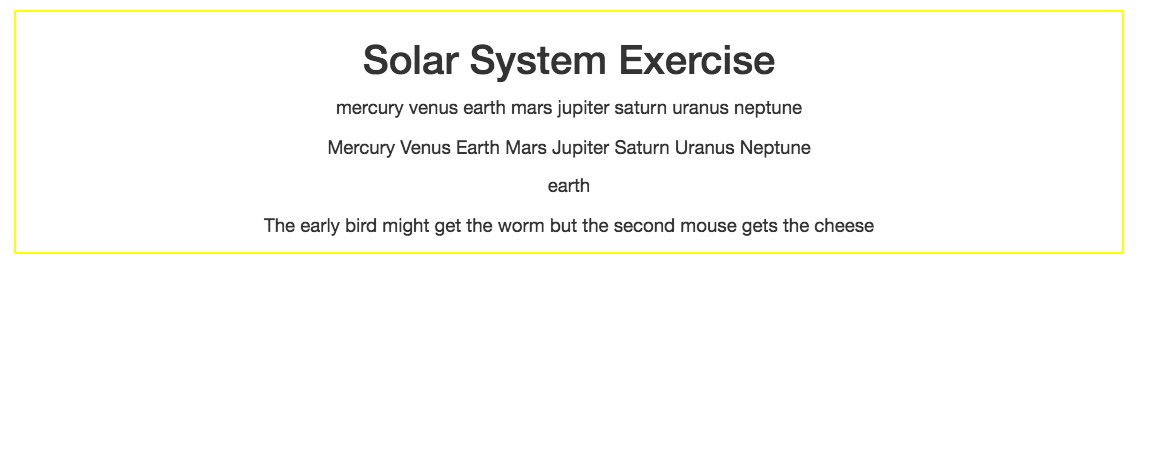 Solar System Exercise
mercury venus earth mars jupiter saturn uranus neptune
Mercury Venus Earth Mars Jupiter Saturn Uranus Neptune
earth
The early bird might get the worm but the second mouse gets the cheese